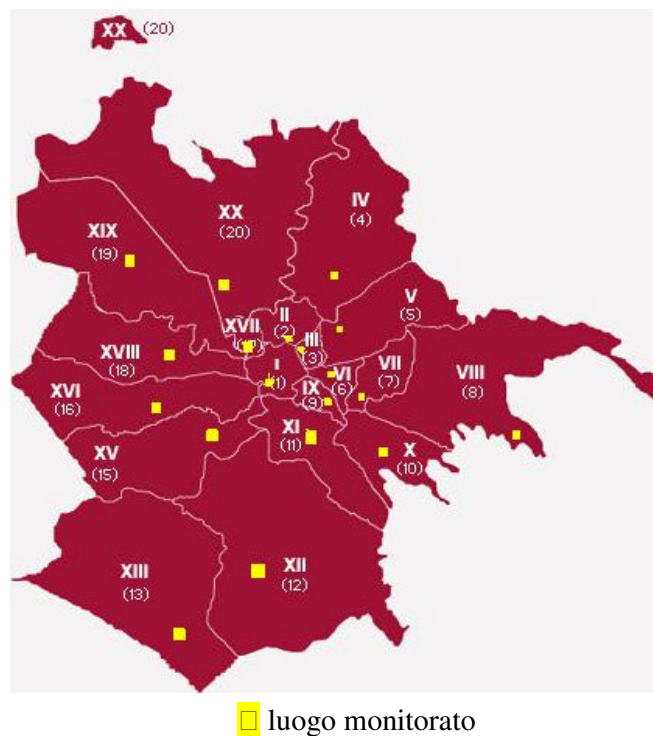 XX (20)
IV
(4)
XX
(20)
XIX
(19)
V
(5)
II
(2)
XVII
III
(3)
XVIII
(18)
I
(1)
VI
(6)
VII
(7)
VIII
(8)
IX
(9)
XVI
(16)
XI
(11)
XV
(15)
X
(10)
XII
(12)
XIII
(13)
luogo monitorato